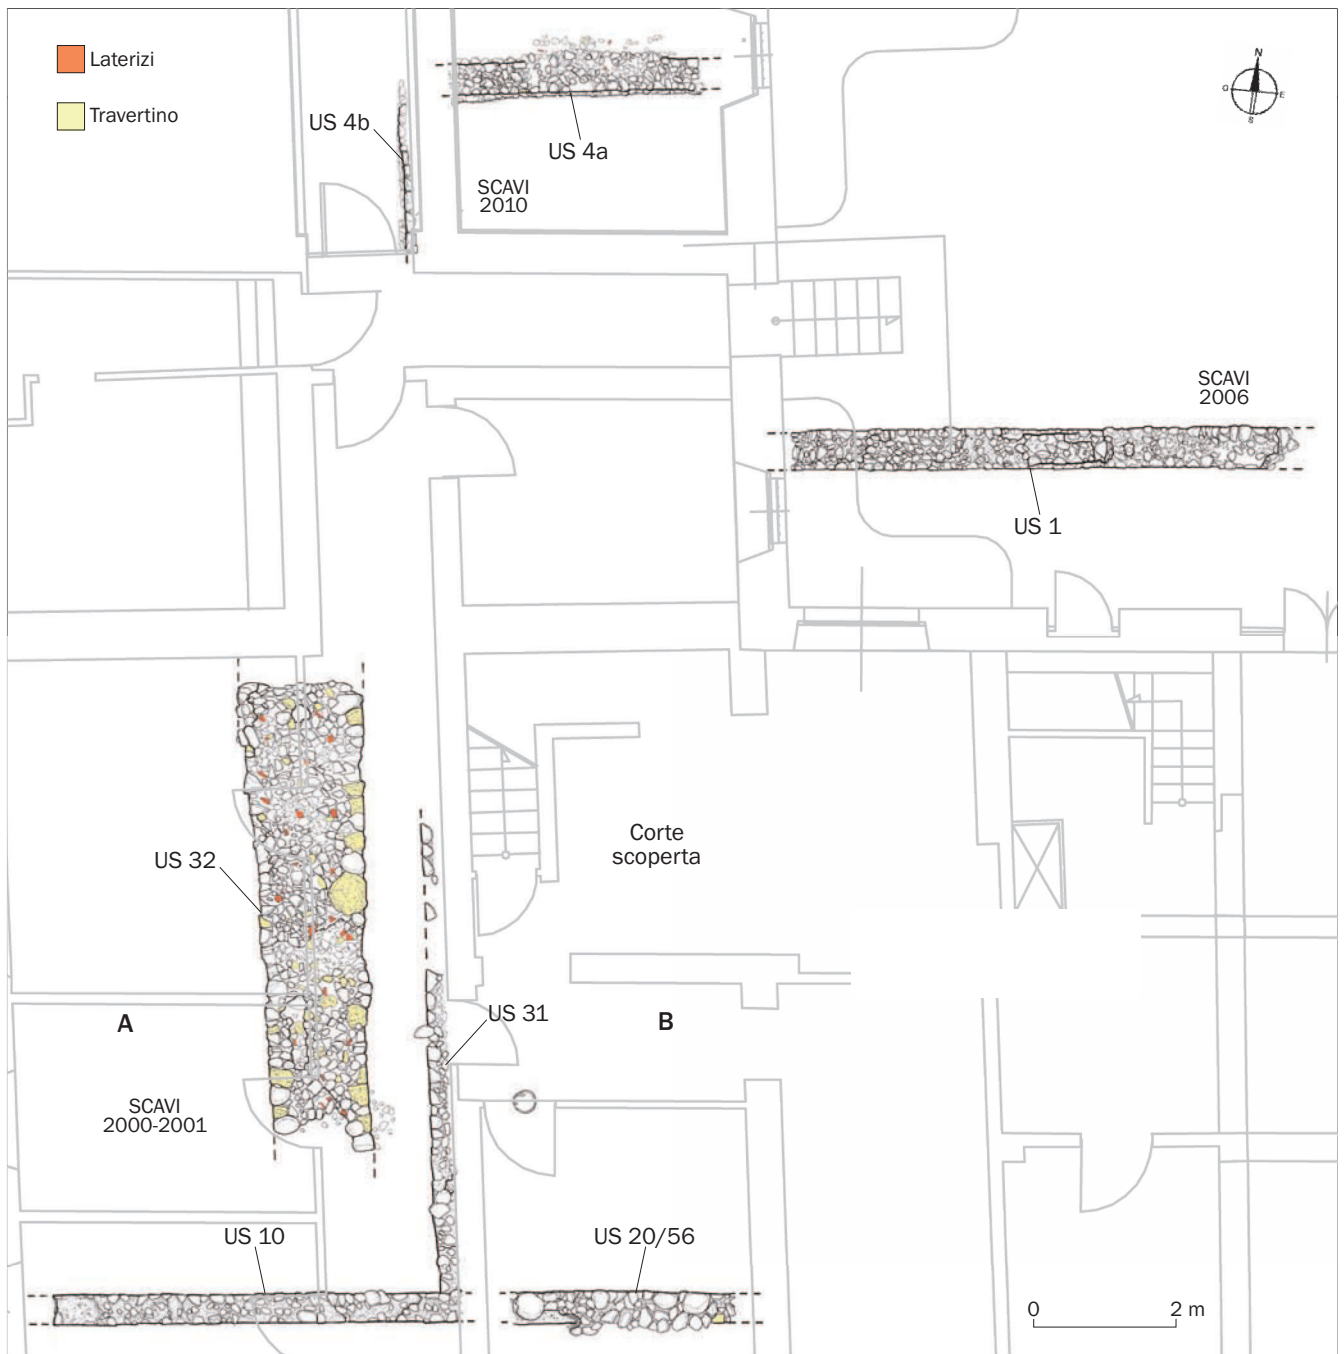 Laterizi
Travertino
US 4b
US 4a
SCAVI
2010
N
O
E
S
SCAVI
2006
US 1
US 32
Corte
scoperta
A
US 31
B
SCAVI
2000-2001
US 10
US 20/56
0
2 m